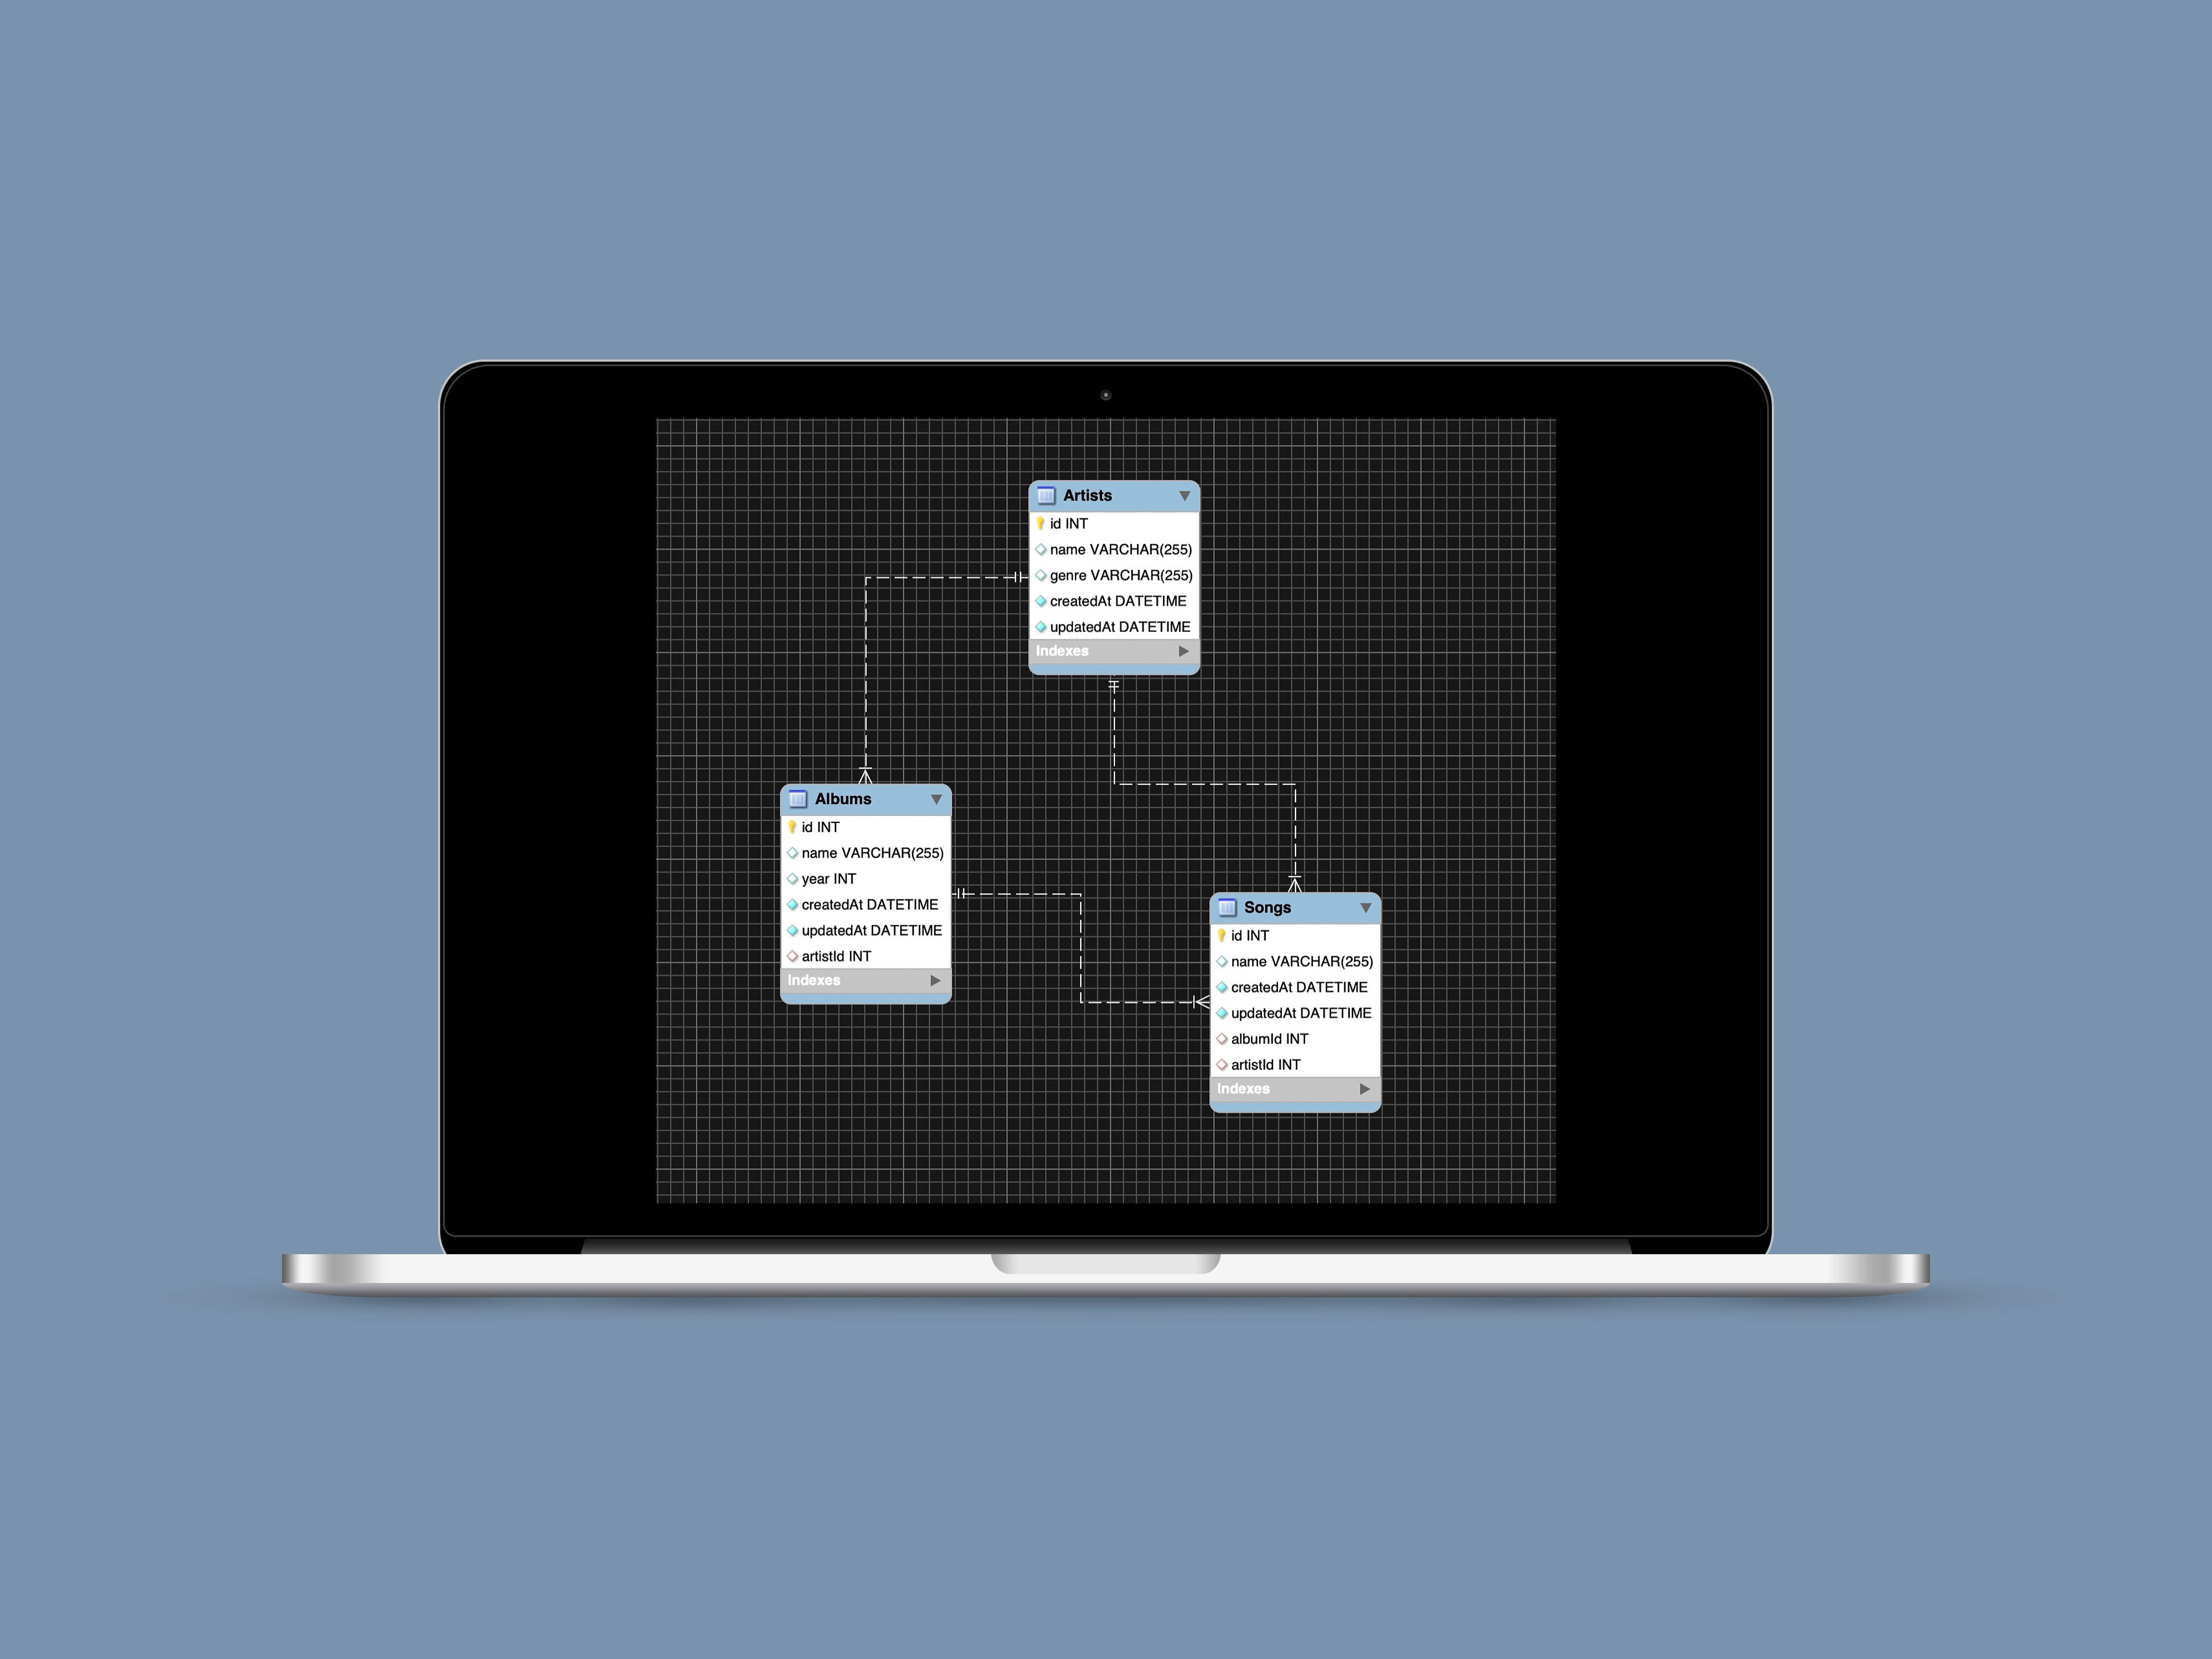 Artists
id INT
name VARCHAR(255)
genre VARCHAR(255)
createdAt DATETIME
updatedAt DATETIME
Indexes
Albums
id INT
name VARCHAR(255)
year INT
createdAt DATETIME
updatedAt DATETIME
artistId INT
Indexes
Songs
id INT
name VARCHAR(255)
createdAt DATETIME
updatedAt DATETIME
albumId INT
artistId INT
Indexes